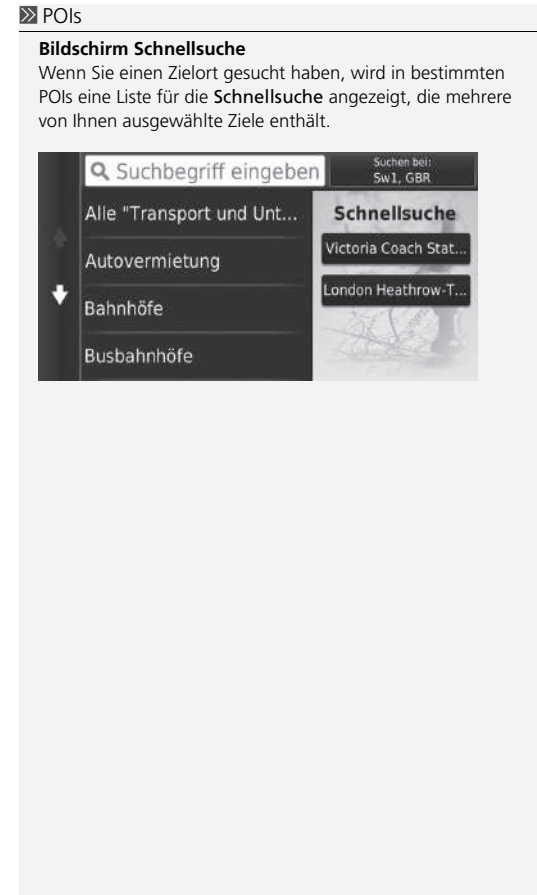 POIs
Bildschirm Schnellsuche
Wenn Sie einen Zielort gesucht haben, wird in bestimmten
POIs eine Liste für die Schnellsuche angezeigt, die mehrere
von Ihnen ausgewählte Ziele enthält.
Suchbegriff eingeben
Suchen bei:
Sw1, GBR
Alle "Transport und Unt...
Schnellsuche
Victoria Coach Stat...
Autovermietung
London Heathrow-T...
Bahnhöfe
Busbahnhöfe